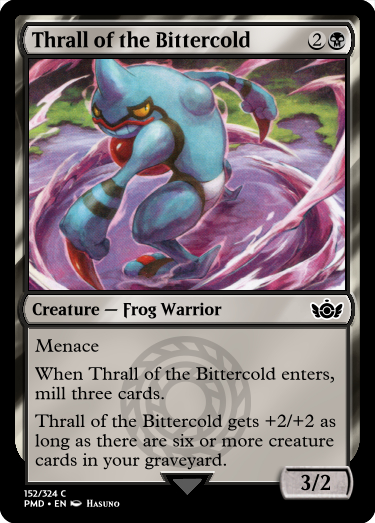 Thrall of the Bittercold 2
Creature — Frog Warrior
Menace
When Thrall of the Bittercold enters,
mill three cards.
Thrall of the Bittercold gets +2/+2 as
long as there are six or more creature
cards in your graveyard.
3/2
152/324 C
PMD • EN Hasuno